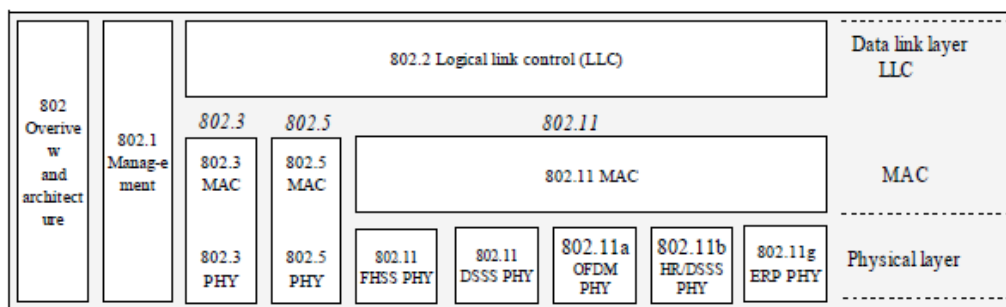 802
Overivew
w
and
architect
ure
802.1
Manag-e
ment
802.2 Logical link control (LLC)
Data link layer
LLC
802.3
802.5
802.11
802.3
MAC
802.5
MAC
802.11 MAC
MAC
802.3
PHY
802.5
PHY
802.11
FHSS PHY
802.11
DSSS PHY
802.11a
OFDM
PHY
802.11b
HR/DSSS
PHY
802.11g
ERP PHY
Physical layer